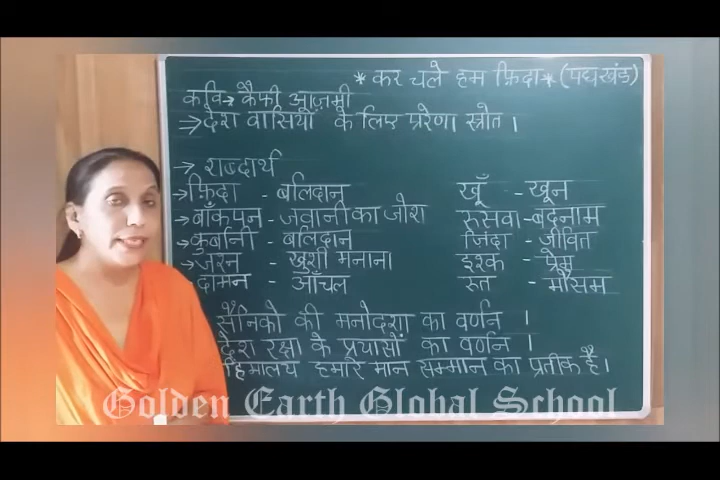 * कर चले हम फ़िदा * (पद्यखंड)
कवि → कैफी आज़मी
⇒ देश वासियों के लिए प्ररेणा स्त्रोत ।
→ शब्दार्थ
→ फ़िदा - बलिदान खूँ - खून
→ बाँकपन - जवानी का जोश रूसवा - बदनाम
→ कुर्बानी - बलिदान जिंदा - जीवित
→ जश्न - खुशी मनाना इश्क - प्रेम
दामन - आँचल रूत - मौसम
सैनिको की मनोदशा का वर्णन ।
देश रक्षा के प्रयासों का वर्णन ।
हिमालय हमारे मान सम्मान का प्रतीक है।
Golden Earth Global School